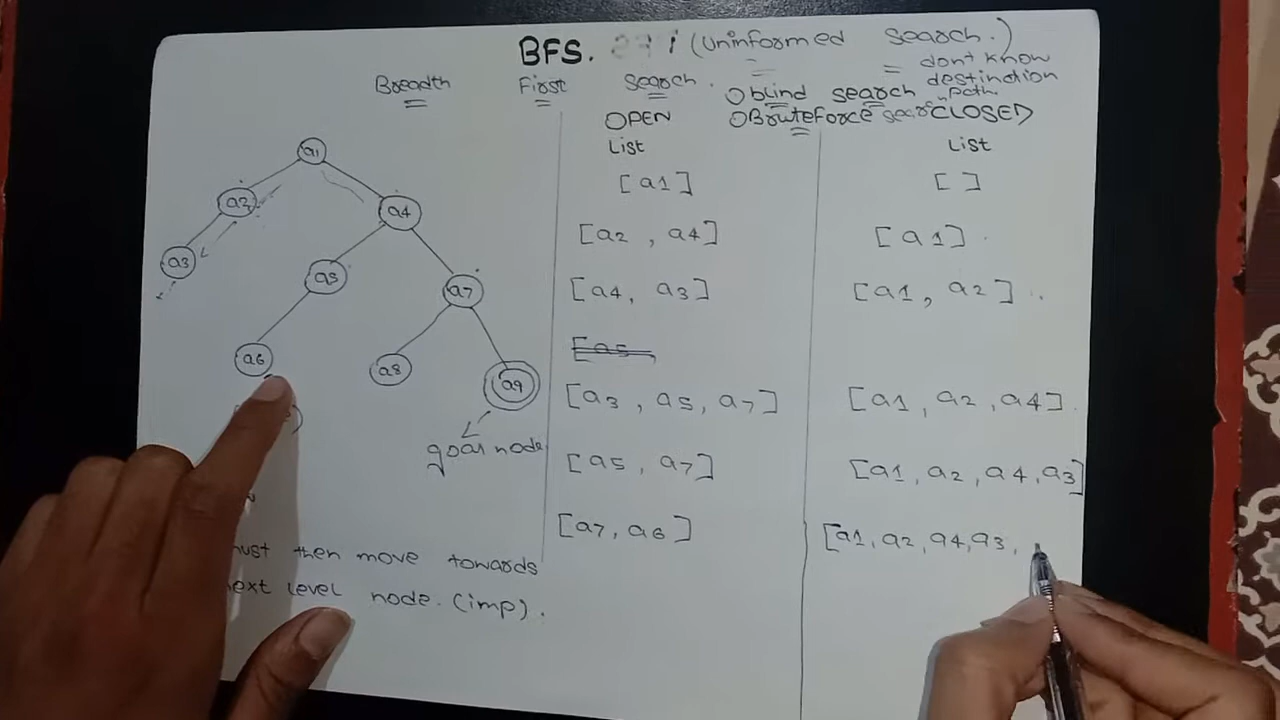 BFS. (Uninformed search.)
= don't know
destination
Path.
Breadth First Search.
O blind search
O Bruteforce search
OPEN
List
CLOSED
List
a1
a2
a4
a3
a5
a7
a6
a8
a9
goal node
[a1]
[ ]
[a2, a4]
[a1].
[a4, a3]
[a1, a2].
[a5,
[a3, a5, a7]
[a1, a2, a4].
[a5, a7]
[a1, a2, a4, a3]
[a7, a6]
[a1, a2, a4, a3,
then move towards
level node. (imp).